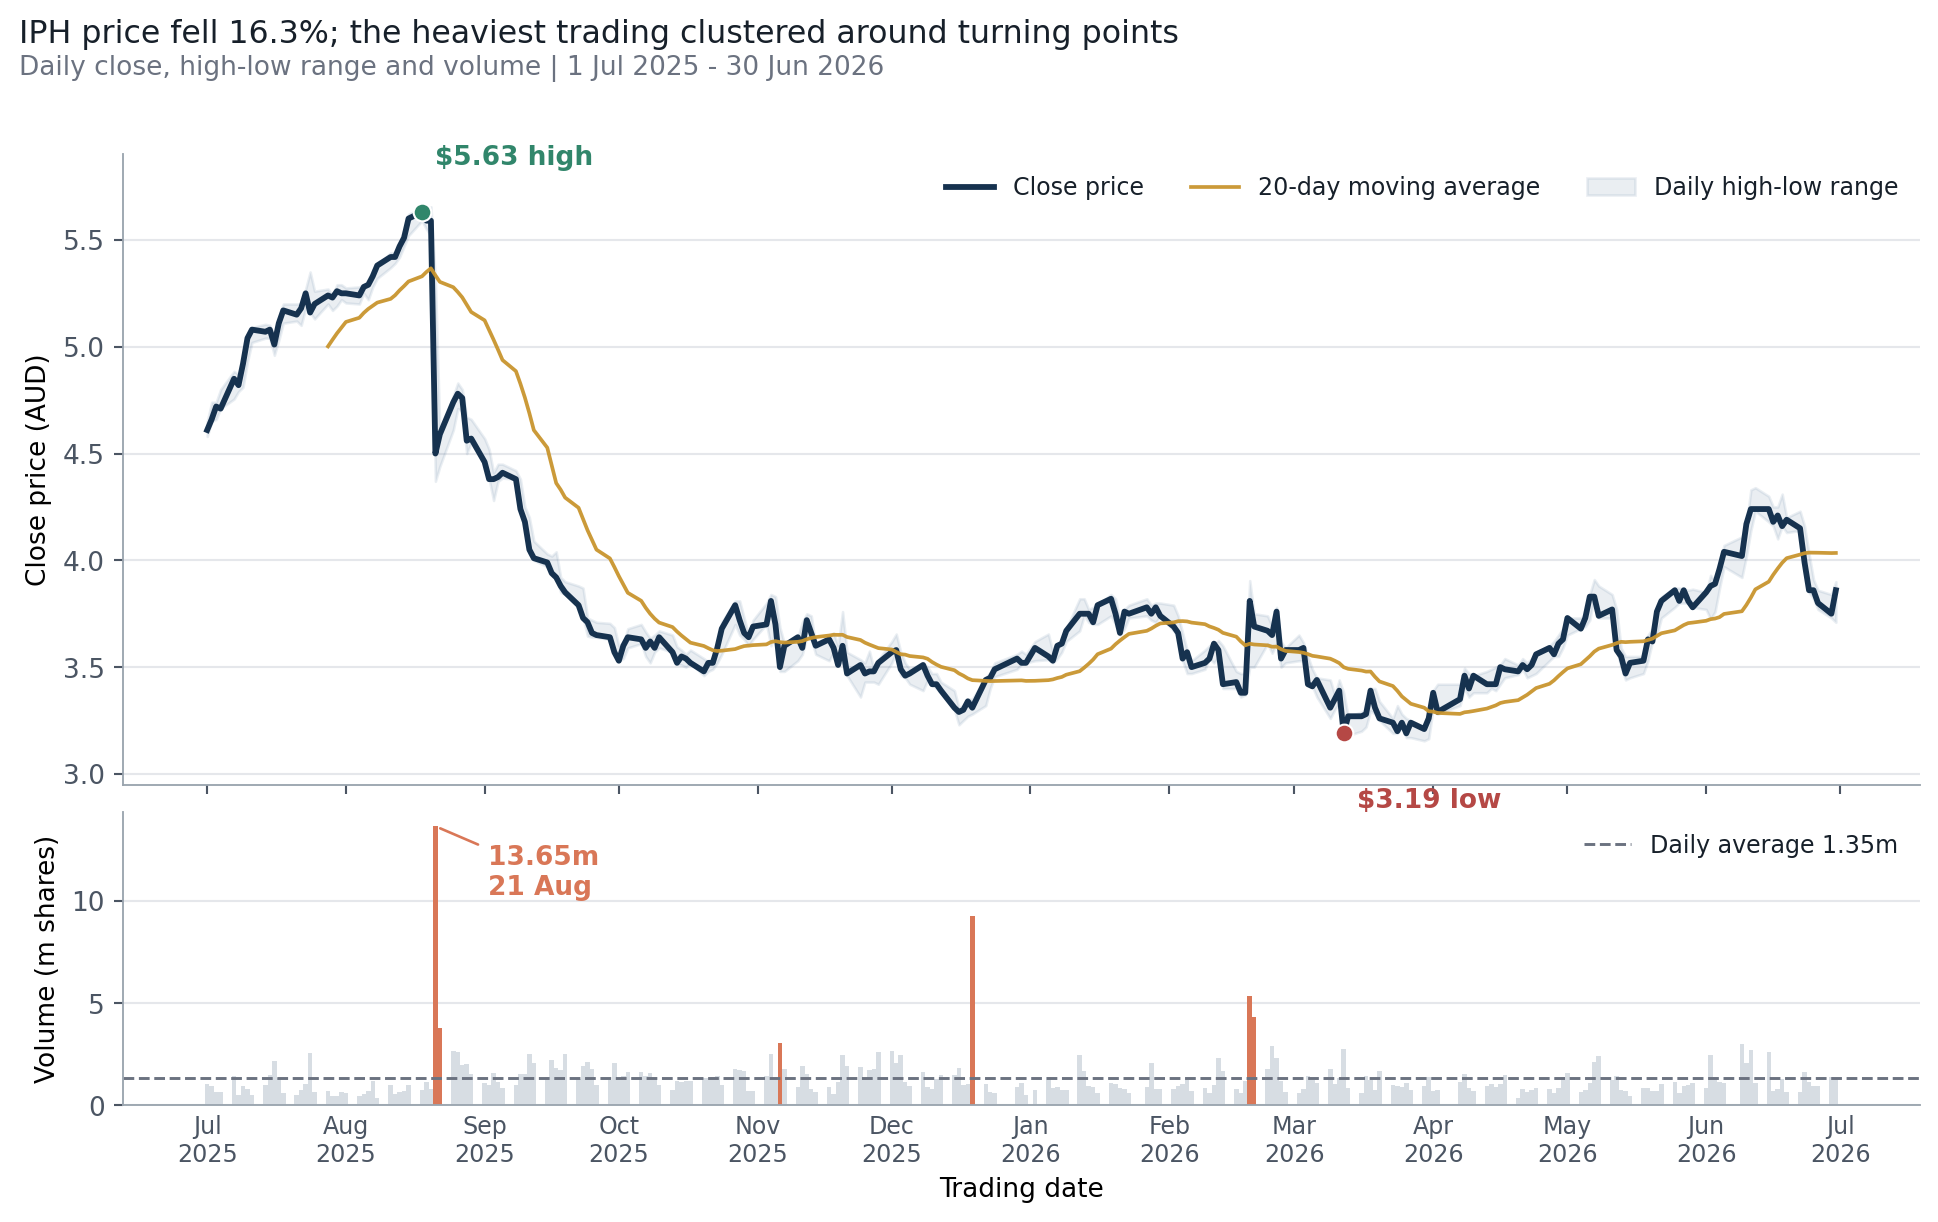 IPH price fell 16.3%; the heaviest trading clustered around turning points
Daily close, high-low range and volume | 1 Jul 2025 - 30 Jun 2026
$5.63 high
Close price
20-day moving average
Daily high-low range
Close price (AUD)
5.5
5.0
4.5
4.0
3.5
3.0
$3.19 low
Daily average 1.35m
13.65m
21 Aug
Volume (m shares)
10
5
0
Jul Aug Sep Oct Nov Dec Jan Feb Mar Apr May Jun Jul
2025 2025 2025 2025 2025 2025 2026 2026 2026 2026 2026 2026 2026
Trading date